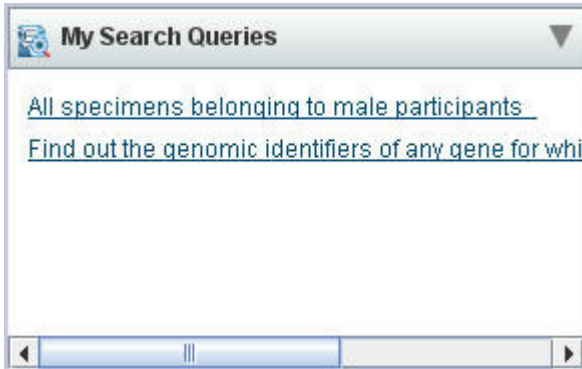 My Search Queries
All specimens belonging to male participants
Find out the genomic identifiers of any gene for whi